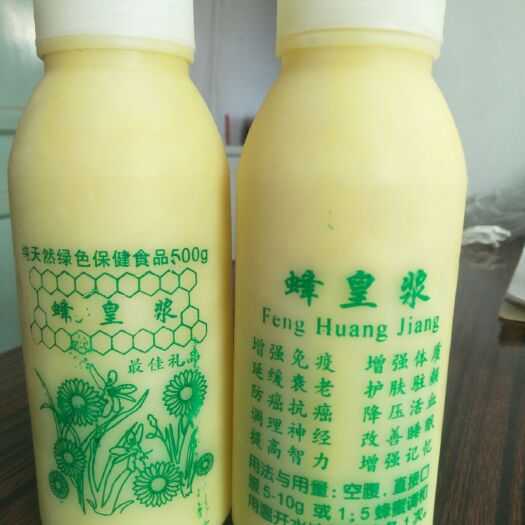 纯天然绿色保健食品500g
蜂皇浆
最佳礼品
蜂皇浆
Feng Huang Jiang
增强免疫 增强体质
延缓衰老 护肤驻颜
防癌抗癌 降压活血
调理神经 改善睡眠
提高智力 增强记忆
用法与用量:空腹.直接口
服5-10g 或1:5蜂蜜调和
用温开水